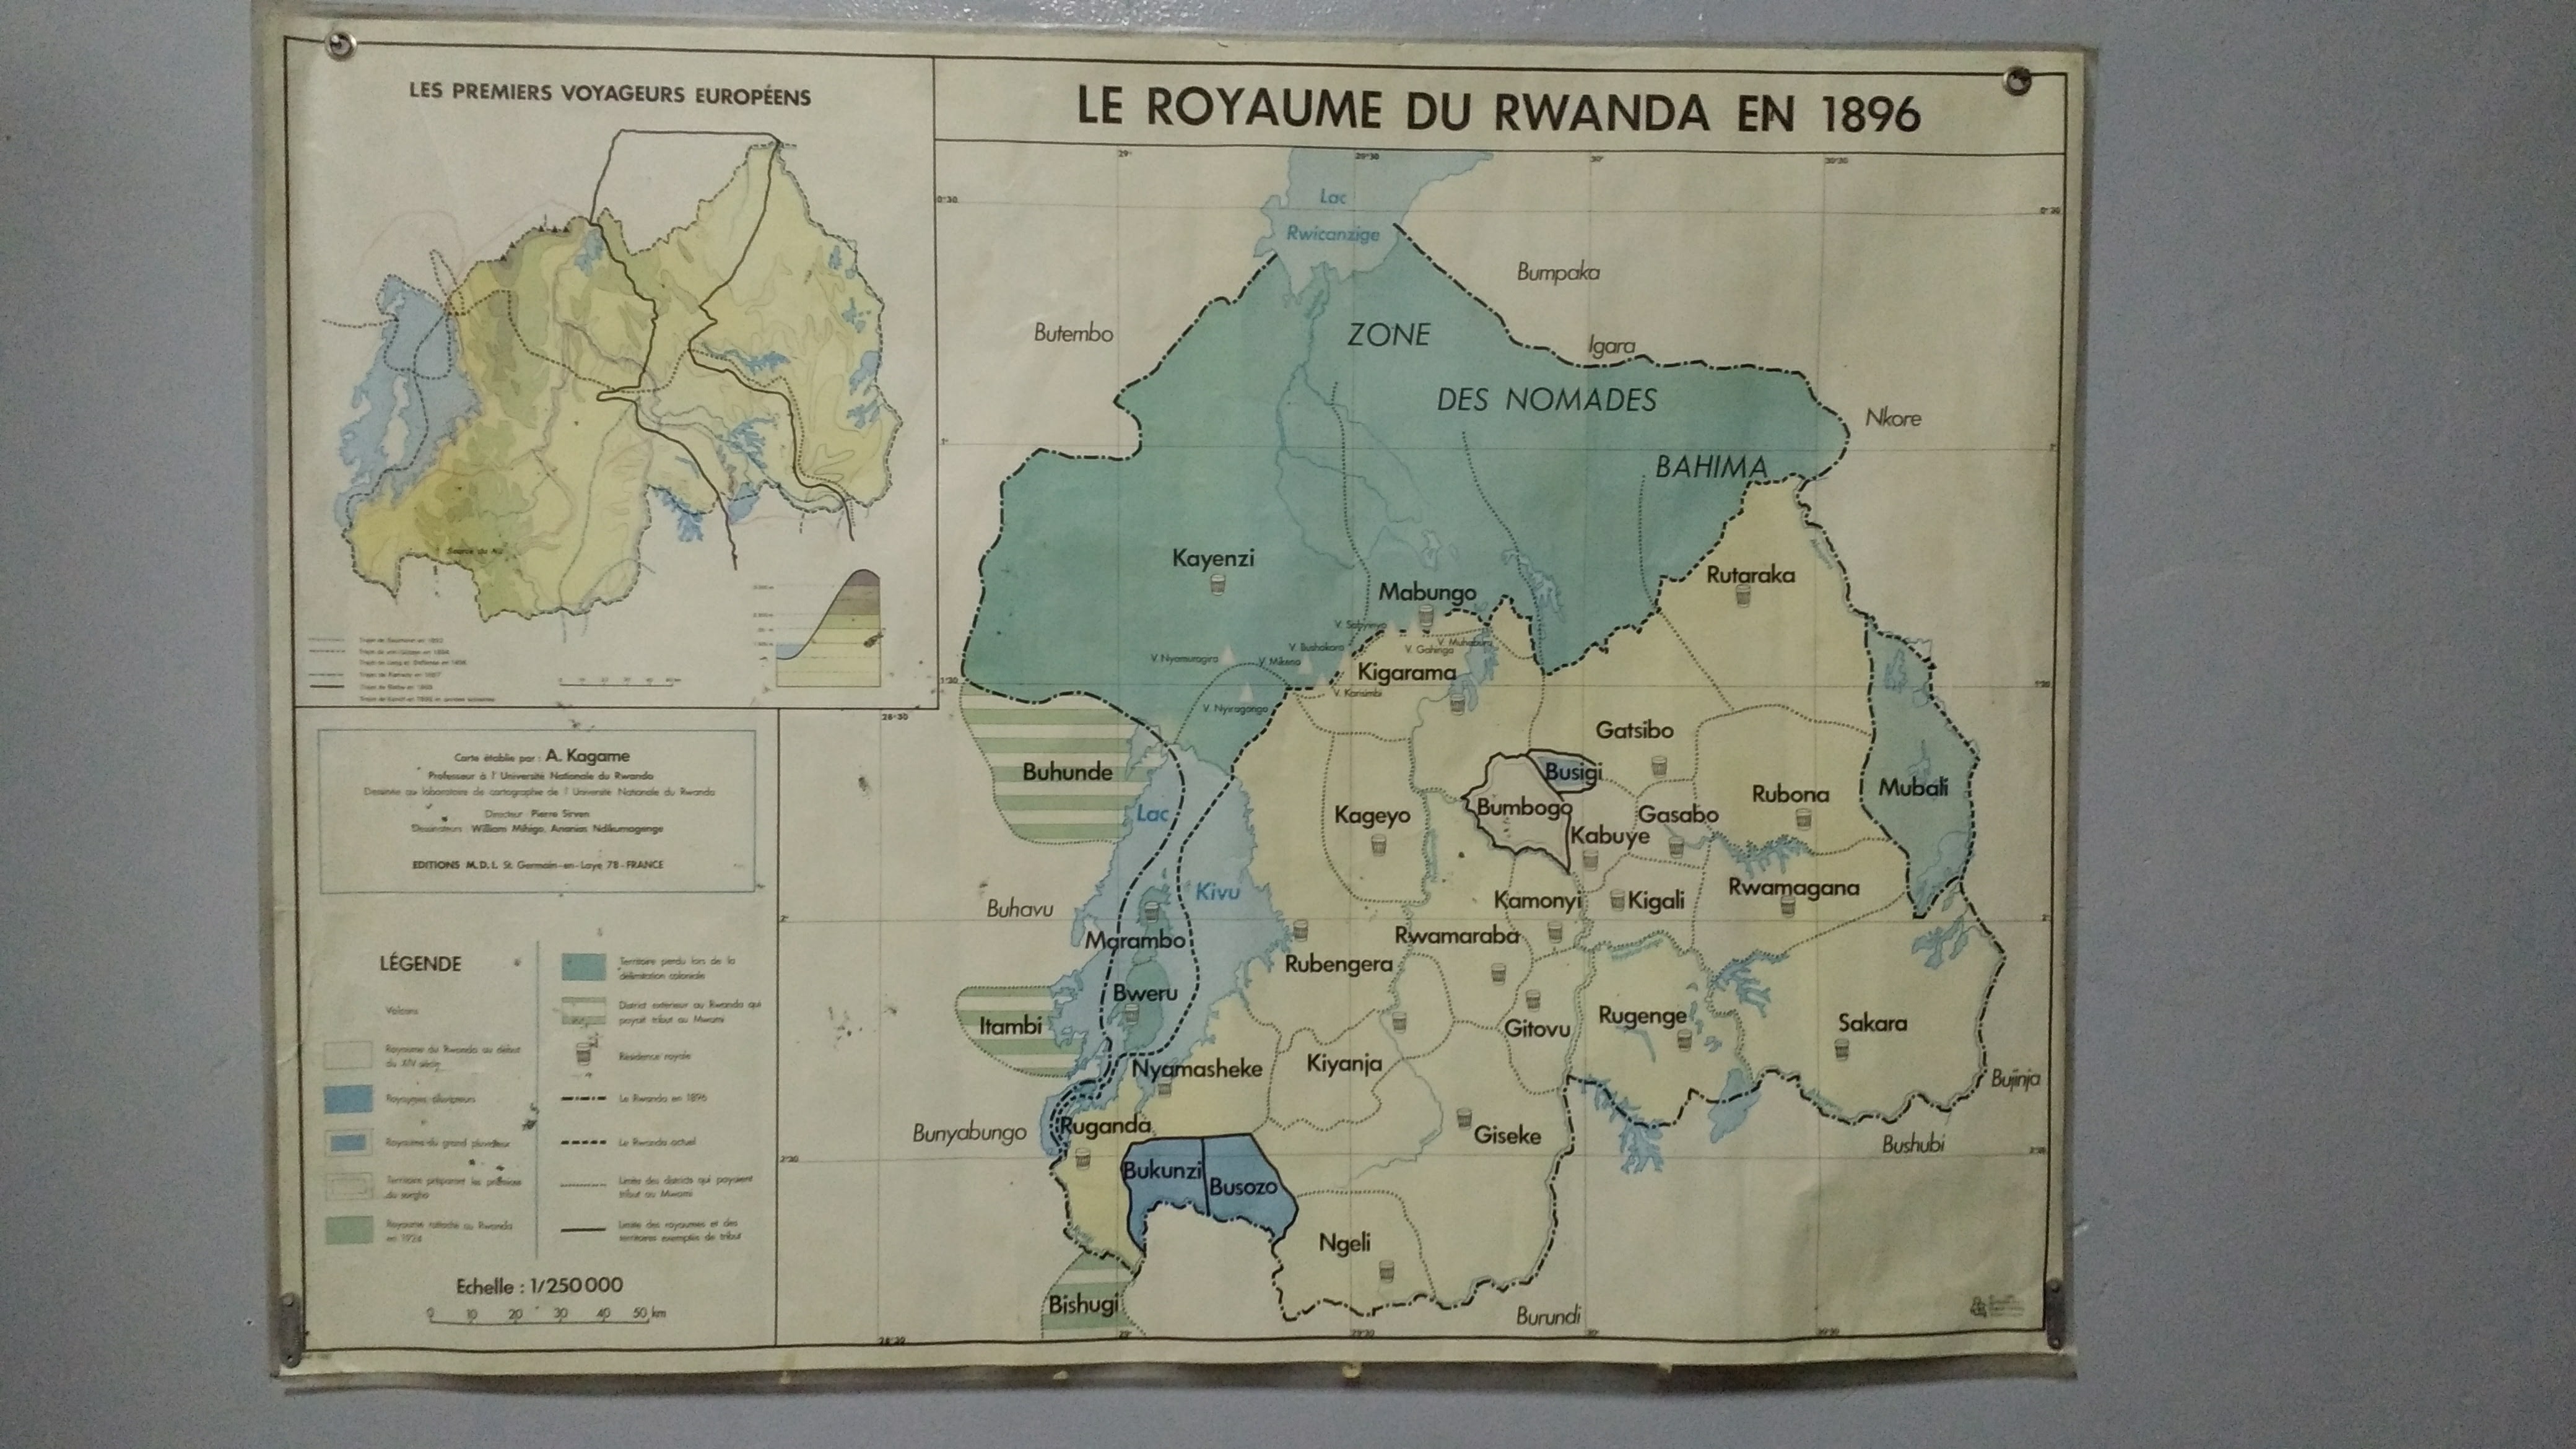 LES PREMIERS VOYAGEURS EUROPÉENS
Source du Nil
LE ROYAUME DU RWANDA EN 1896
29°
29°30
30°
30°30
0°30
0°30
Lac
Rwicanzige
Bumpaka
Butembo
ZONE
Igara
DES NOMADES
Nkore
1°
BAHIMA
Kayenzi
Rutaraka
Mabungo
V. Sabyinyo
V. Muhabura
V. Bushokoro
V. Gahinga
V. Nyamuragira
V. Mikeno
Kigarama
1°30
V. Karisimbi
V. Nyiragongo
28°30
Gatsibo
Buhunde
Busigi
Mubali
Rubona
Bumbogo
Gasabo
Lac
Kageyo
Kabuye
Kivu
Rwamagana
Kamonyi
Kigali
Buhavu
2°
Marambo
Rwamaraba
Rubengera
Bweru
Itambi
Gitovu
Rugenge
Sakara
Nyamasheke
Kiyanja
Bujinja
Ruganda
Bunyabungo
Giseke
Bushubi
2°30
Bukunzi
Busozo
Ngeli
Bishugi
Burundi
29°
29°30
30°
30°30
Carte établie par : A. Kagame
Professeur à l'Université Nationale du Rwanda
Dessinée au laboratoire de cartographie de l'Université Nationale du Rwanda
Directeur : Pierre Sirven
Dessinateurs : William Mihigo, Ananias Ndikumagenge
EDITIONS M.D.I. St. Germain-en-Laye 78-FRANCE
LÉGENDE
Volcans
Royaume du Rwanda au début
du XIV siècle
Royaumes pluvieurs
Royaume du grand pluvieur
Territoire préparant les prémices
du sorgho
Royaume rattaché au Rwanda
en 1924
Territoire perdu lors de la
délimitation coloniale
District extérieur au Rwanda qui
payait tribut au Mwami
Résidence royale
Le Rwanda en 1896
Le Rwanda actuel
Limite des districts qui payaient
tribut au Mwami
Limite des royaumes et des
territoires exemptés de tribut
Echelle : 1/250 000
0 10 20 30 40 50 km